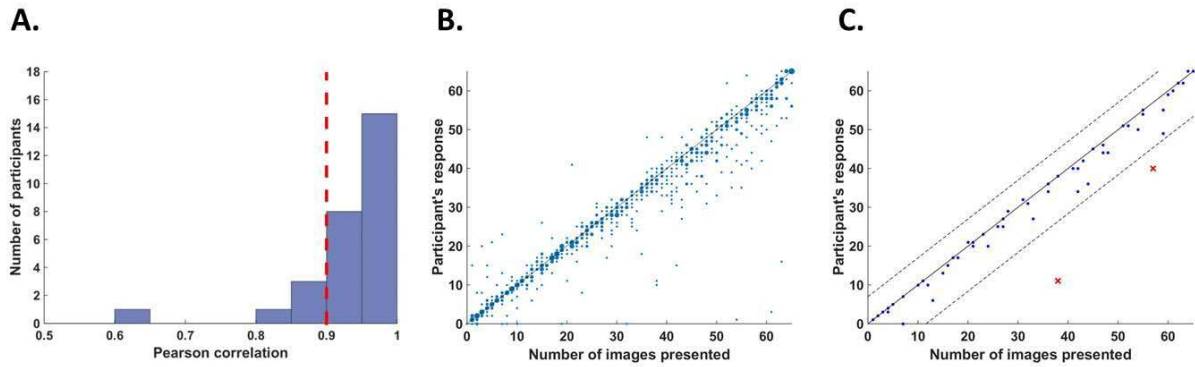 A.
Number of participants
18
16
14
12
10
8
6
4
2
0
0.5 0.6 0.7 0.8 0.9 1
Pearson correlation
B.
Participant's response
60
50
40
30
20
10
0
0 10 20 30 40 50 60
Number of images presented
C.
Participant's response
60
50
40
30
20
10
0
0 10 20 30 40 50 60
Number of images presented